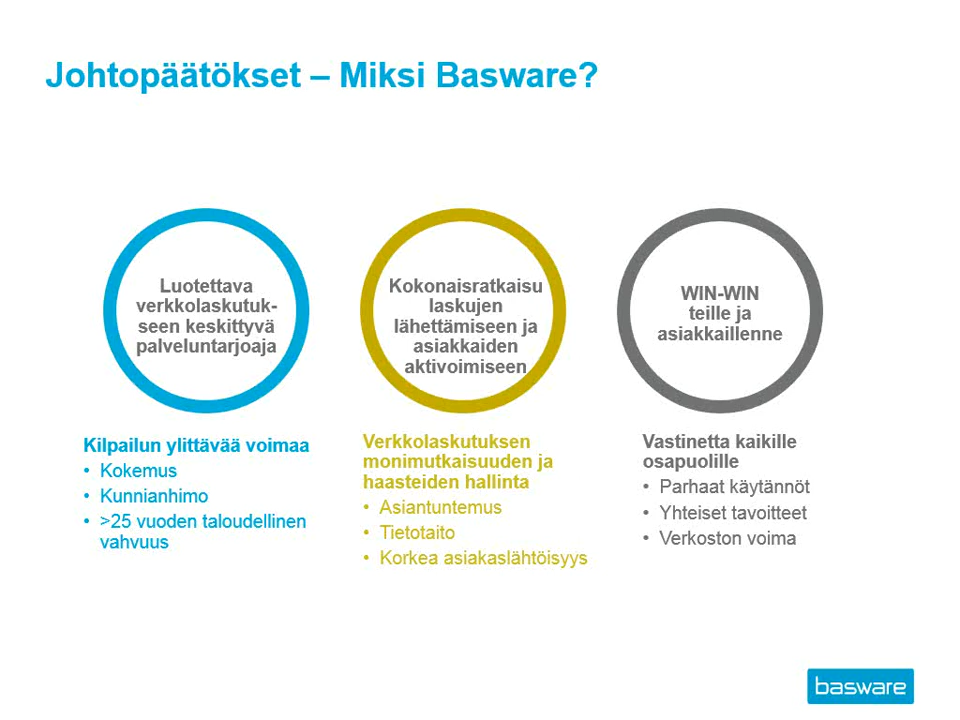 Johtopäätökset – Miksi Basware?
Luotettava
verkkolaskutuk-
seen keskittyvä
palveluntarjoaja
Kokonaisratkaisu
laskujen
lähettämiseen ja
asiakkaiden
aktivoimiseen
WIN-WIN
teille ja
asiakkaillenne
Kilpailun ylittävää voimaa
• Kokemus
• Kunnianhimo
• >25 vuoden taloudellinen
vahvuus
Verkkolaskutuksen
monimutkaisuuden ja
haasteiden hallinta
• Asiantuntemus
• Tietotaito
• Korkea asiakaslähtöisyys
Vastinetta kaikille
osapuolille
• Parhaat käytännöt
• Yhteiset tavoitteet
• Verkoston voima
basware